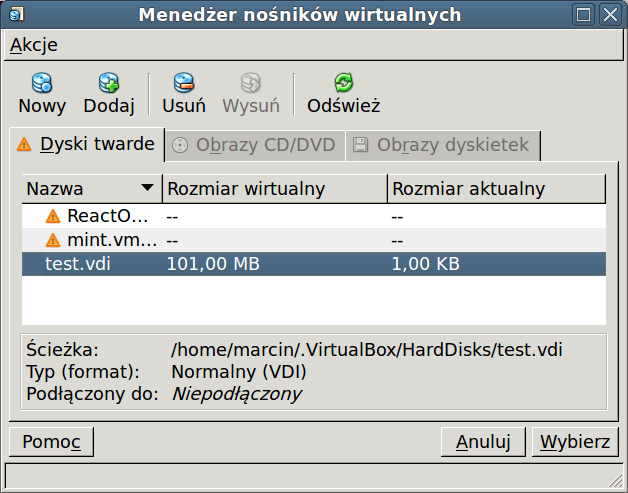 Menedżer nośników wirtualnych
Akcje
Nowy Dodaj Usuń Wysuń Odśwież
Dyski twarde Obrazy CD/DVD Obrazy dyskietek
Nazwa Rozmiar wirtualny Rozmiar aktualny
ReactO... -- --
mint.vm... -- --
test.vdi 101,00 MB 1,00 KB
Ścieżka: /home/marcin/.VirtualBox/HardDisks/test.vdi
Typ (format): Normalny (VDI)
Podłączony do: Niepodłączony
Pomoc Anuluj Wybierz